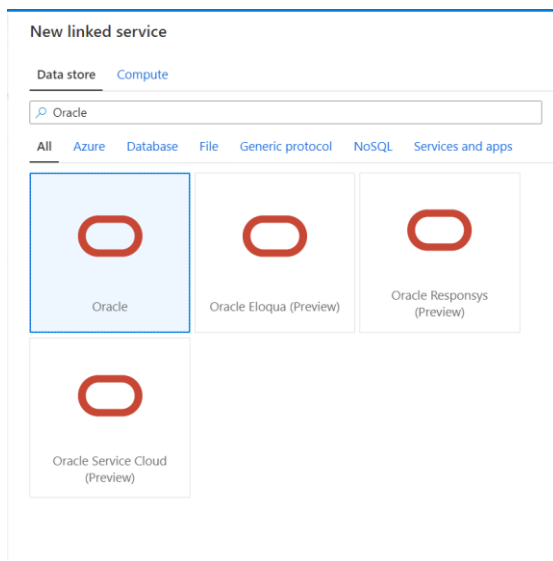 New linked service
Data store Compute
Oracle
All Azure Database File Generic protocol NoSQL Services and apps
Oracle
Oracle Eloqua (Preview)
Oracle Responsys
(Preview)
Oracle Service Cloud
(Preview)